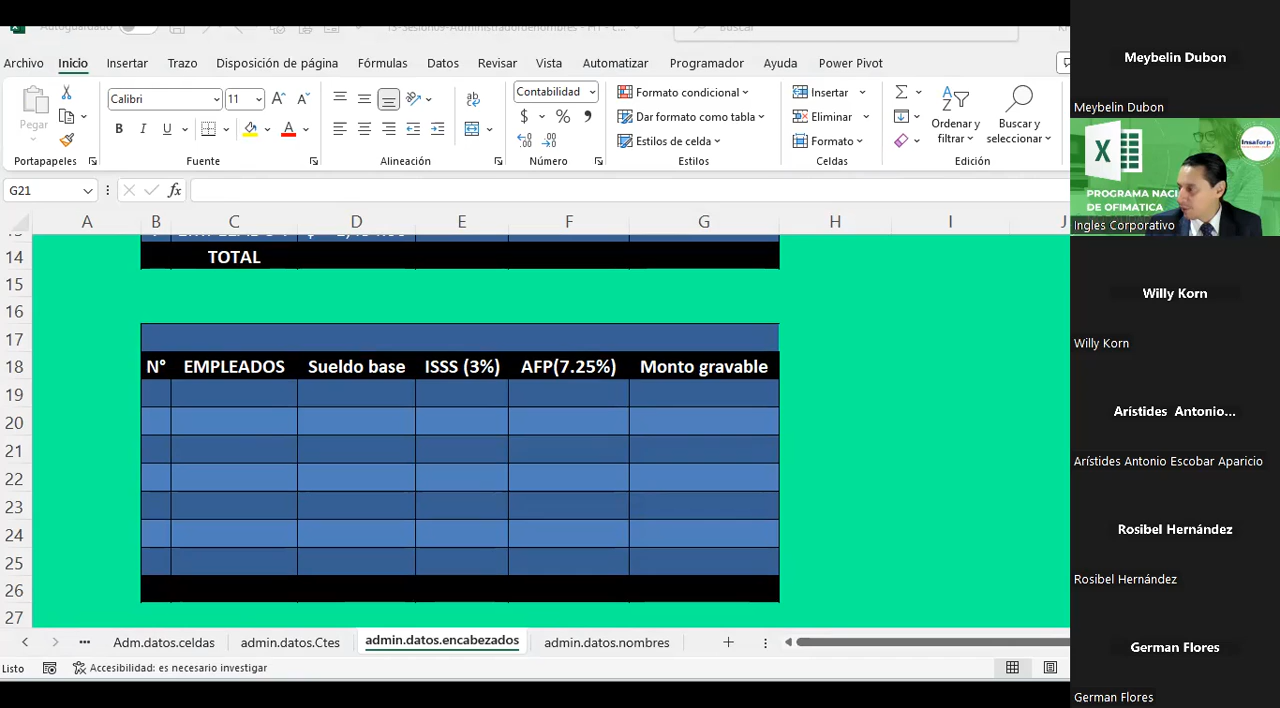 Autoguardado
Buscar
Archivo Inicio Insertar Trazo Disposición de página Fórmulas Datos Revisar Vista Automatizar Programador Ayuda Power Pivot
Pegar
Calibri 11
N K S
ab
Contabilidad
$ % 
Formato condicional
Dar formato como tabla
Estilos de celda
Insertar
Eliminar
Formato
Ordenar y filtrar
Buscar y seleccionar
Portapapeles Fuente Alineación Número Estilos Celdas Edición
G21 fx
A B C D E F G H I J
14 TOTAL
15
16
17
18 N° EMPLEADOS Sueldo base ISSS (3%) AFP(7.25%) Monto gravable
19
20
21
22
23
24
25
26
27
Adm.datos.celdas admin.datos.Ctes admin.datos.encabezados admin.datos.nombres
Listo Accesibilidad: es necesario investigar
Meybelin Dubon
Meybelin Dubon
Insaforp
PROGRAMA NACI
DE OFIMATICA
Ingles Corporativo
Willy Korn
Willy Korn
Arístides Antonio...
Arístides Antonio Escobar Aparicio
Rosibel Hernández
Rosibel Hernández
German Flores
German Flores